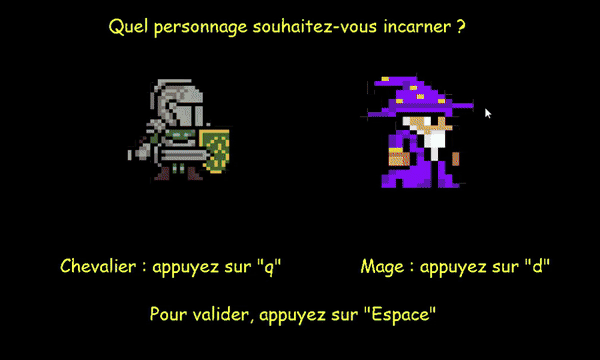 Quel personnage souhaitez-vous incarner ?
Chevalier : appuyez sur "q"
Mage : appuyez sur "d"
Pour valider, appuyez sur "Espace"